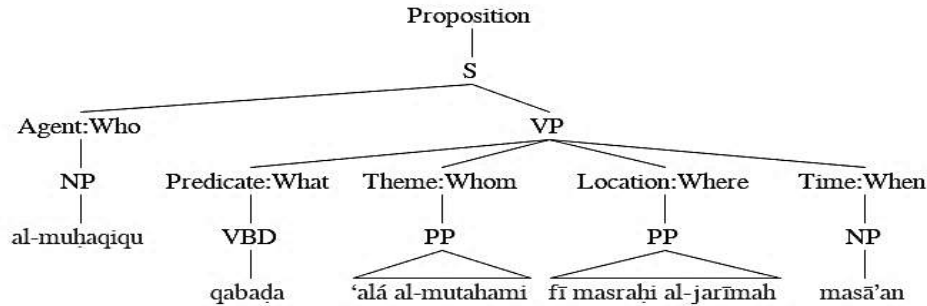 Proposition
S
Agent:Who VP
NP Predicate:What Theme:Whom Location:Where Time:When
al-muḥaqiqu VBD PP PP NP
qabaḍa ‘alá al-mutahami fī masraḥi al-jarīmah masā’an